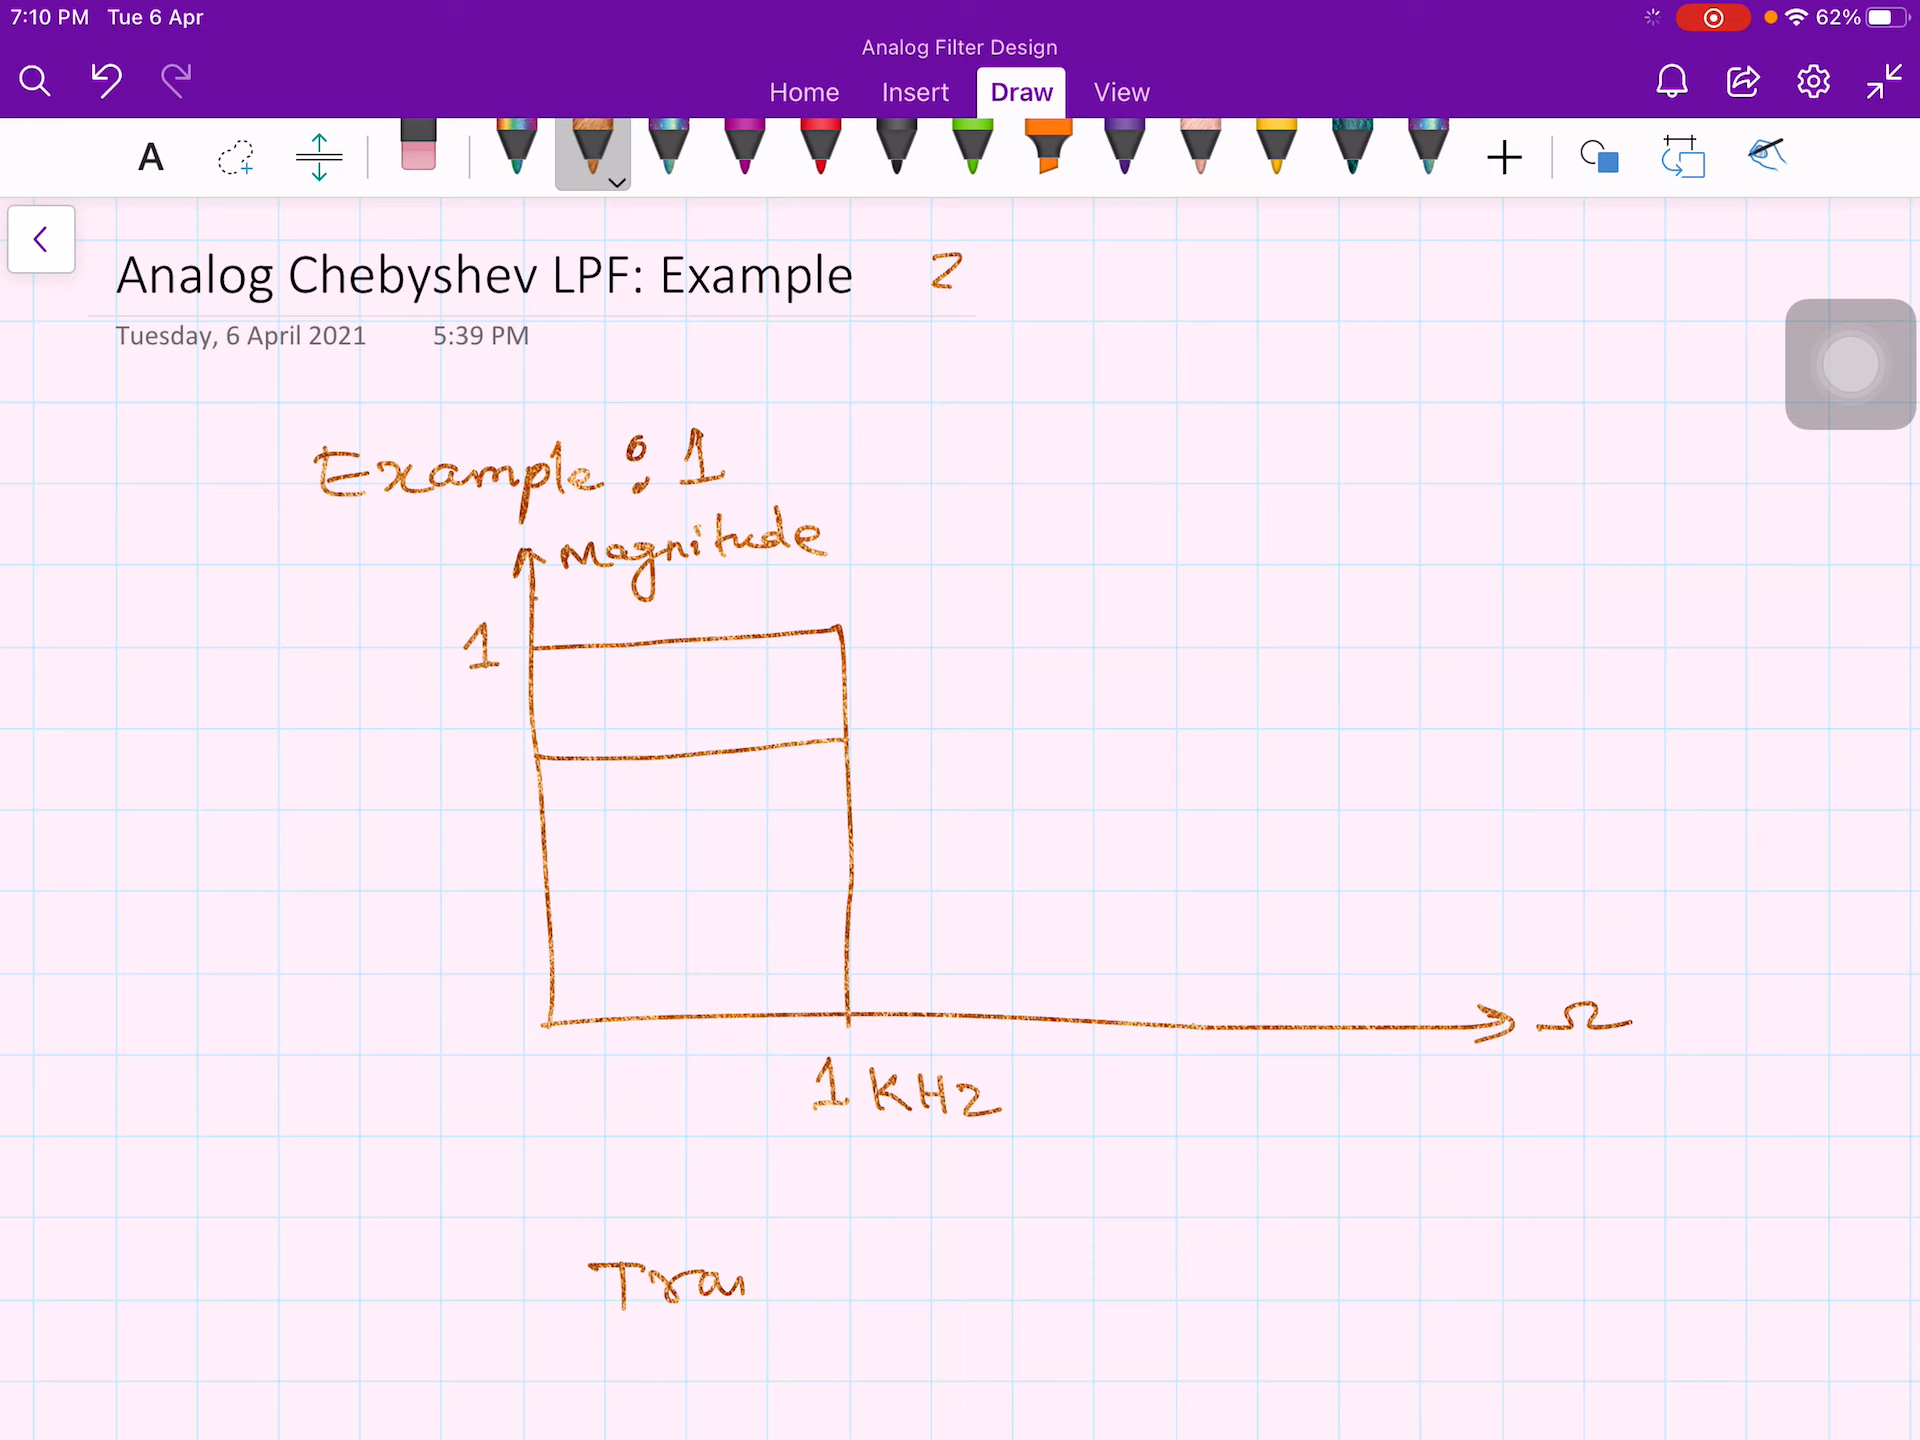 7:10 PM Tue 6 Apr
62%
Analog Filter Design
Home Insert Draw View
A
Analog Chebyshev LPF: Example 2
Tuesday, 6 April 2021 5:39 PM
Example : 1
Magnitude
1
Ω
1 KHz
Tran